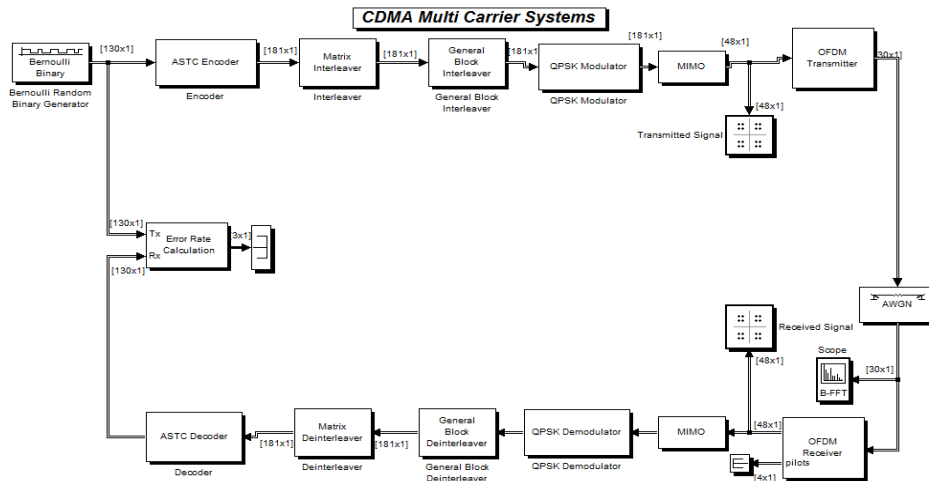 CDMA Multi Carrier Systems
Bernoulli
Binary
Bernoulli Random
Binary Generator
[130x1]
ASTC Encoder
Encoder
[181x1]
Matrix
Interleaver
Interleaver
[181x1]
General
Block
Interleaver
General Block
Interleaver
[181x1]
QPSK Modulator
QPSK Modulator
[181x1]
MIMO
[48x1]
[48x1]
Transmitted Signal
OFDM
Transmitter
[30x1]
[130x1]
Tx
Rx
Error Rate
Calculation
[3x1]
[130x1]
AWGN
Received Signal
[48x1]
Scope
B-FFT
[30x1]
ASTC Decoder
Decoder
[181x1]
Matrix
Deinterleaver
Deinterleaver
[181x1]
General
Block
Deinterleaver
General Block
Deinterleaver
QPSK Demodulator
QPSK Demodulator
MIMO
[48x1]
OFDM
Receiver
pilots
[4x1]